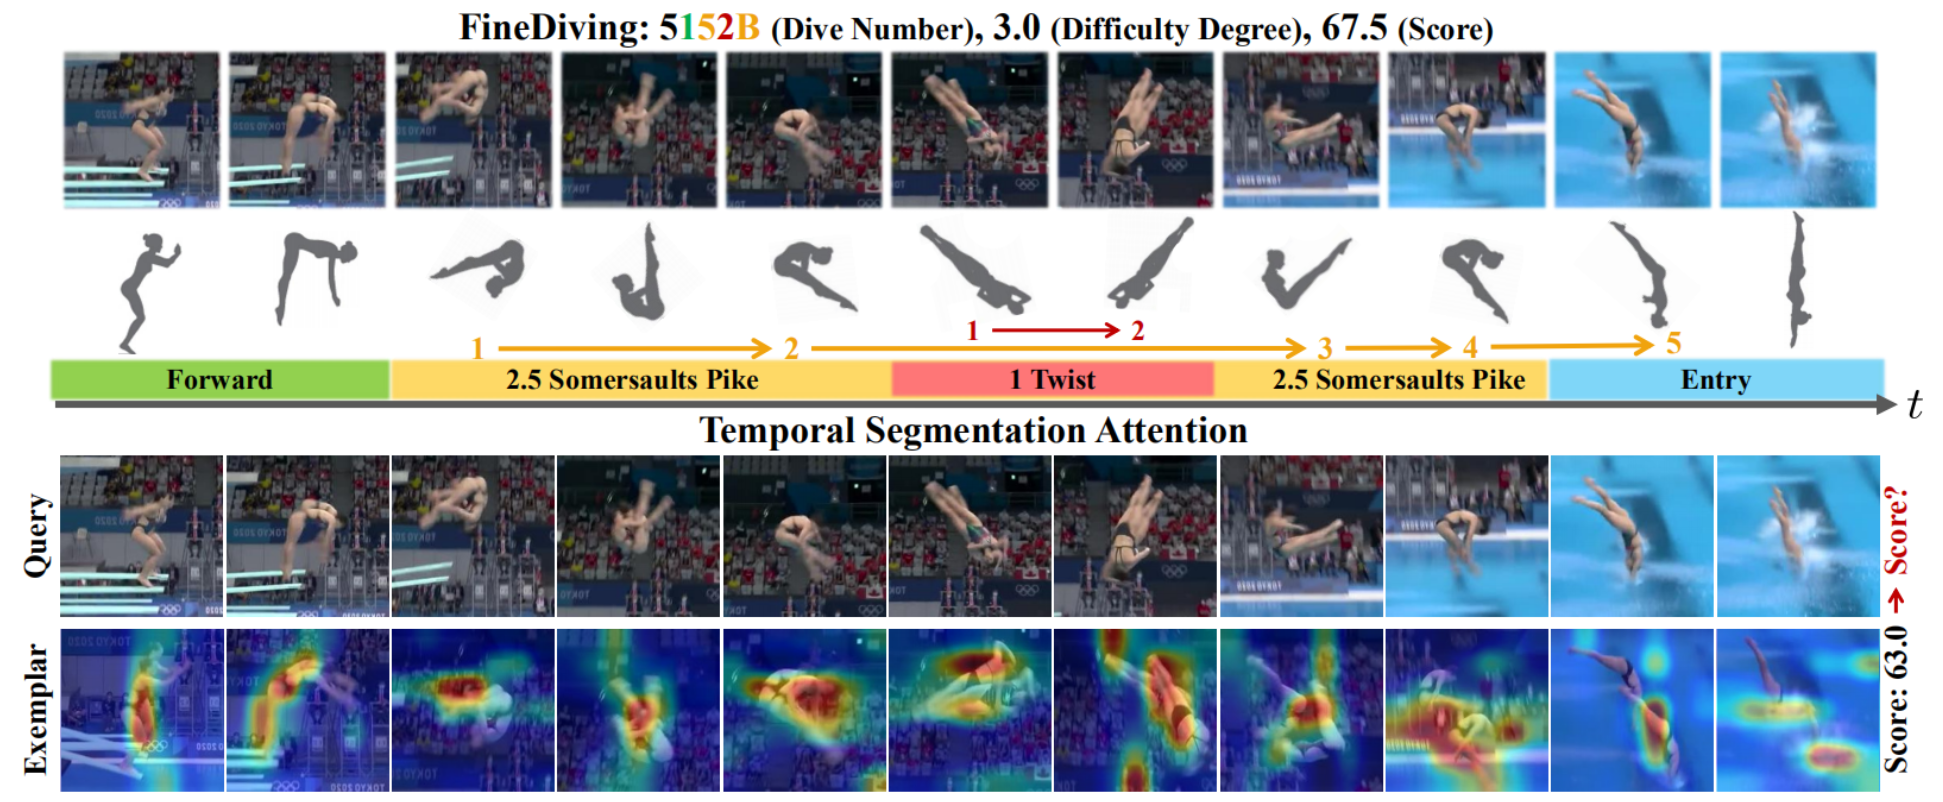 FineDiving: 5152B (Dive Number), 3.0 (Difficulty Degree), 67.5 (Score)
1 2
1 2 3 4 5
Forward 2.5 Somersaults Pike 1 Twist 2.5 Somersaults Pike Entry
t
Temporal Segmentation Attention
Query
Exemplar
Score: 63.0 → Score?